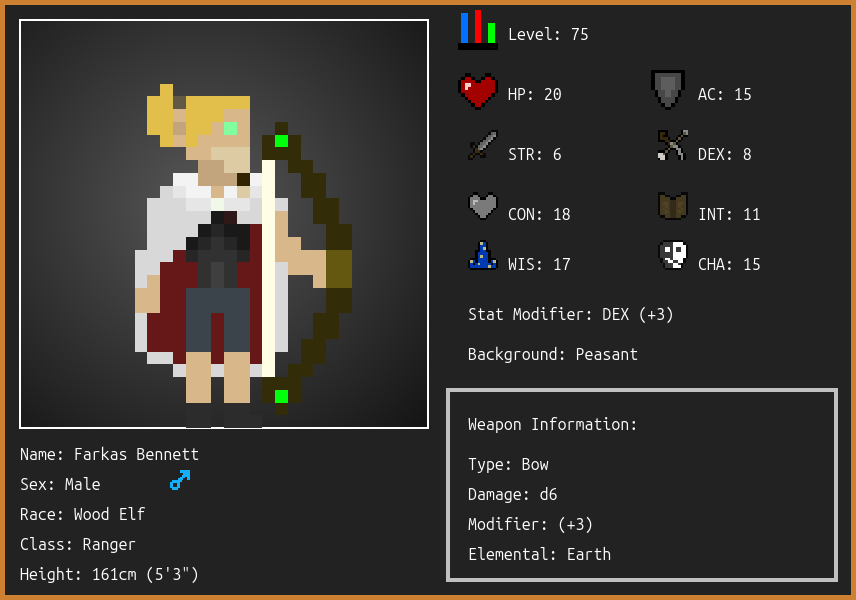 Level: 75
HP: 20
AC: 15
STR: 6
DEX: 8
CON: 18
INT: 11
WIS: 17
CHA: 15
Stat Modifier: DEX (+3)
Background: Peasant
Weapon Information:
Type: Bow
Damage: d6
Modifier: (+3)
Elemental: Earth
Name: Farkas Bennett
Sex: Male
Race: Wood Elf
Class: Ranger
Height: 161cm (5'3")